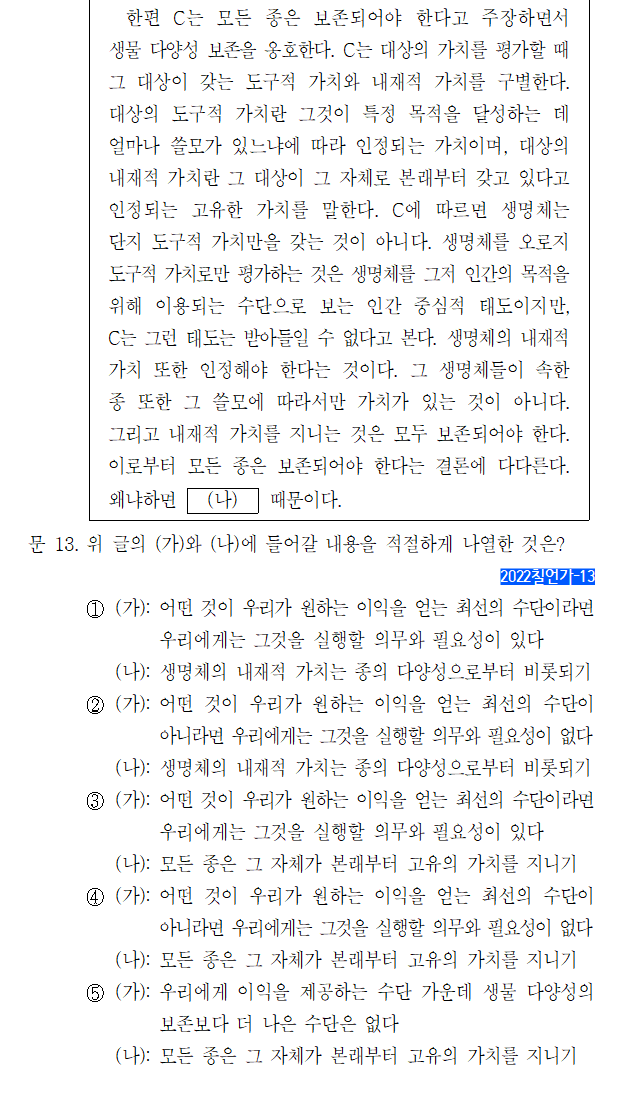 한편 C는 모든 종은 보존되어야 한다고 주장하면서
생물 다양성 보존을 옹호한다. C는 대상의 가치를 평가할 때
그 대상이 갖는 도구적 가치와 내재적 가치를 구별한다.
대상의 도구적 가치란 그것이 특정 목적을 달성하는 데
얼마나 쓸모가 있느냐에 따라 인정되는 가치이며, 대상의
내재적 가치란 그 대상이 그 자체로 본래부터 갖고 있다고
인정되는 고유한 가치를 말한다. C에 따르면 생명체는
단지 도구적 가치만을 갖는 것이 아니다. 생명체를 오로지
도구적 가치로만 평가하는 것은 생명체를 그저 인간의 목적을
위해 이용되는 수단으로 보는 인간 중심적 태도이지만,
C는 그런 태도는 받아들일 수 없다고 본다. 생명체의 내재적
가치 또한 인정해야 한다는 것이다. 그 생명체들이 속한
종 또한 그 쓸모에 따라서만 가치가 있는 것이 아니다.
그리고 내재적 가치를 지니는 것은 모두 보존되어야 한다.
이로부터 모든 종은 보존되어야 한다는 결론에 다다른다.
왜냐하면 (나) 때문이다.
문 13. 위 글의 (가)와 (나)에 들어갈 내용을 적절하게 나열한 것은?
2022칠언가-13
① (가): 어떤 것이 우리가 원하는 이익을 얻는 최선의 수단이라면
우리에게는 그것을 실행할 의무와 필요성이 있다
(나): 생명체의 내재적 가치는 종의 다양성으로부터 비롯되기
② (가): 어떤 것이 우리가 원하는 이익을 얻는 최선의 수단이
아니라면 우리에게는 그것을 실행할 의무와 필요성이 없다
(나): 생명체의 내재적 가치는 종의 다양성으로부터 비롯되기
③ (가): 어떤 것이 우리가 원하는 이익을 얻는 최선의 수단이라면
우리에게는 그것을 실행할 의무와 필요성이 있다
(나): 모든 종은 그 자체가 본래부터 고유의 가치를 지니기
④ (가): 어떤 것이 우리가 원하는 이익을 얻는 최선의 수단이
아니라면 우리에게는 그것을 실행할 의무와 필요성이 없다
(나): 모든 종은 그 자체가 본래부터 고유의 가치를 지니기
⑤ (가): 우리에게 이익을 제공하는 수단 가운데 생물 다양성의
보존보다 더 나은 수단은 없다
(나): 모든 종은 그 자체가 본래부터 고유의 가치를 지니기